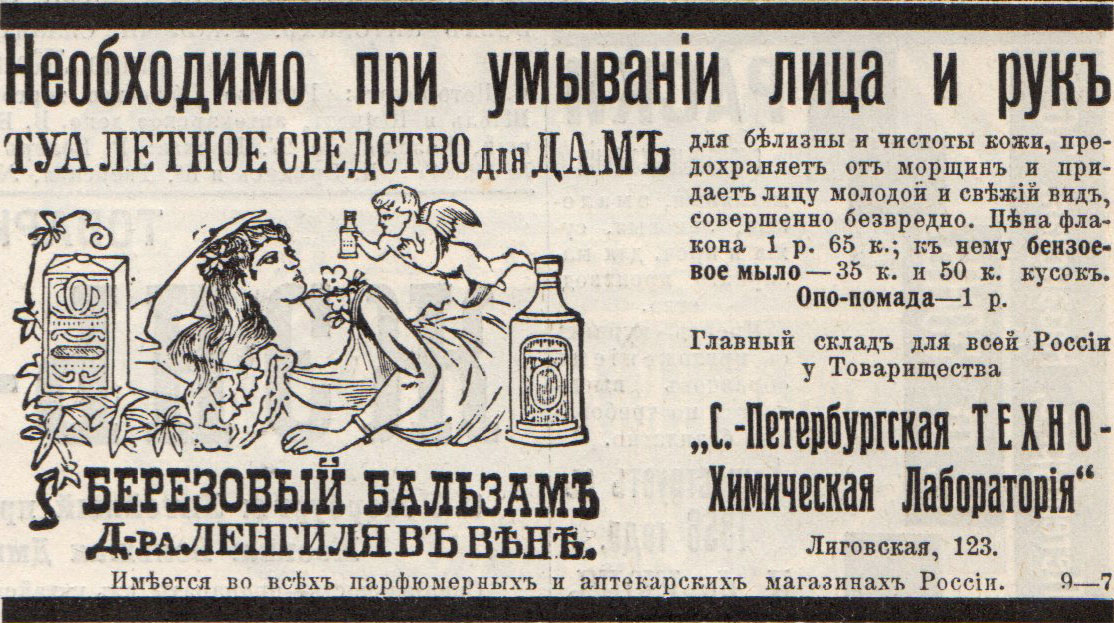 Необходимо при умыванiи лица и рукъ
ТУАЛЕТНОЕ СРЕДСТВО для ДАМЪ
БЕРЕЗОВЫЙ БАЛЬЗАМЪ
Д-РА ЛЕНГИЛЯ ВЪ ВѢНѢ.
для бѣлизны и чистоты кожи, пре-
дохраняетъ отъ морщинъ и при-
даетъ лицу молодой и свѣжій видъ,
совершенно безвредно. Цѣна фла-
кона 1 р. 65 к.; къ нему бензое-
вое мыло—35 к. и 50 к. кусокъ.
Опо-помада—1 р.
Главный складъ для всей Россiи
у Товарищества
„С.-Петербургская ТЕХНО-
Химическая Лабораторiя“
Лиговская, 123.
Имѣется во всѣхъ парфюмерныхъ и аптекарскихъ магазинахъ Россiи. 9—7